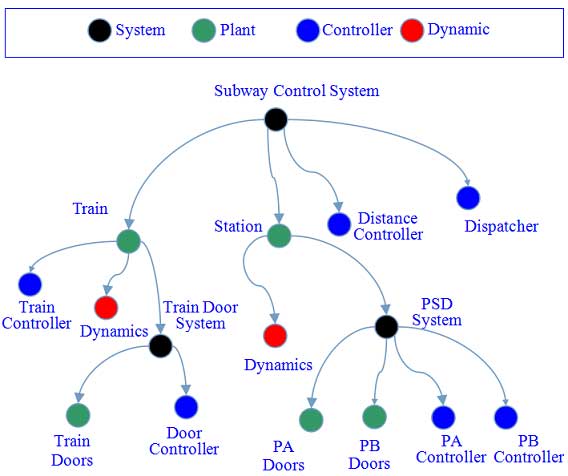 System Plant Controller Dynamic
Subway Control System
Train
Station
Distance
Controller
Dispatcher
Train
Controller
Dynamics
Train Door
System
Dynamics
PSD
System
Train
Doors
Door
Controller
PA
Doors
PB
Doors
PA
Controller
PB
Controller